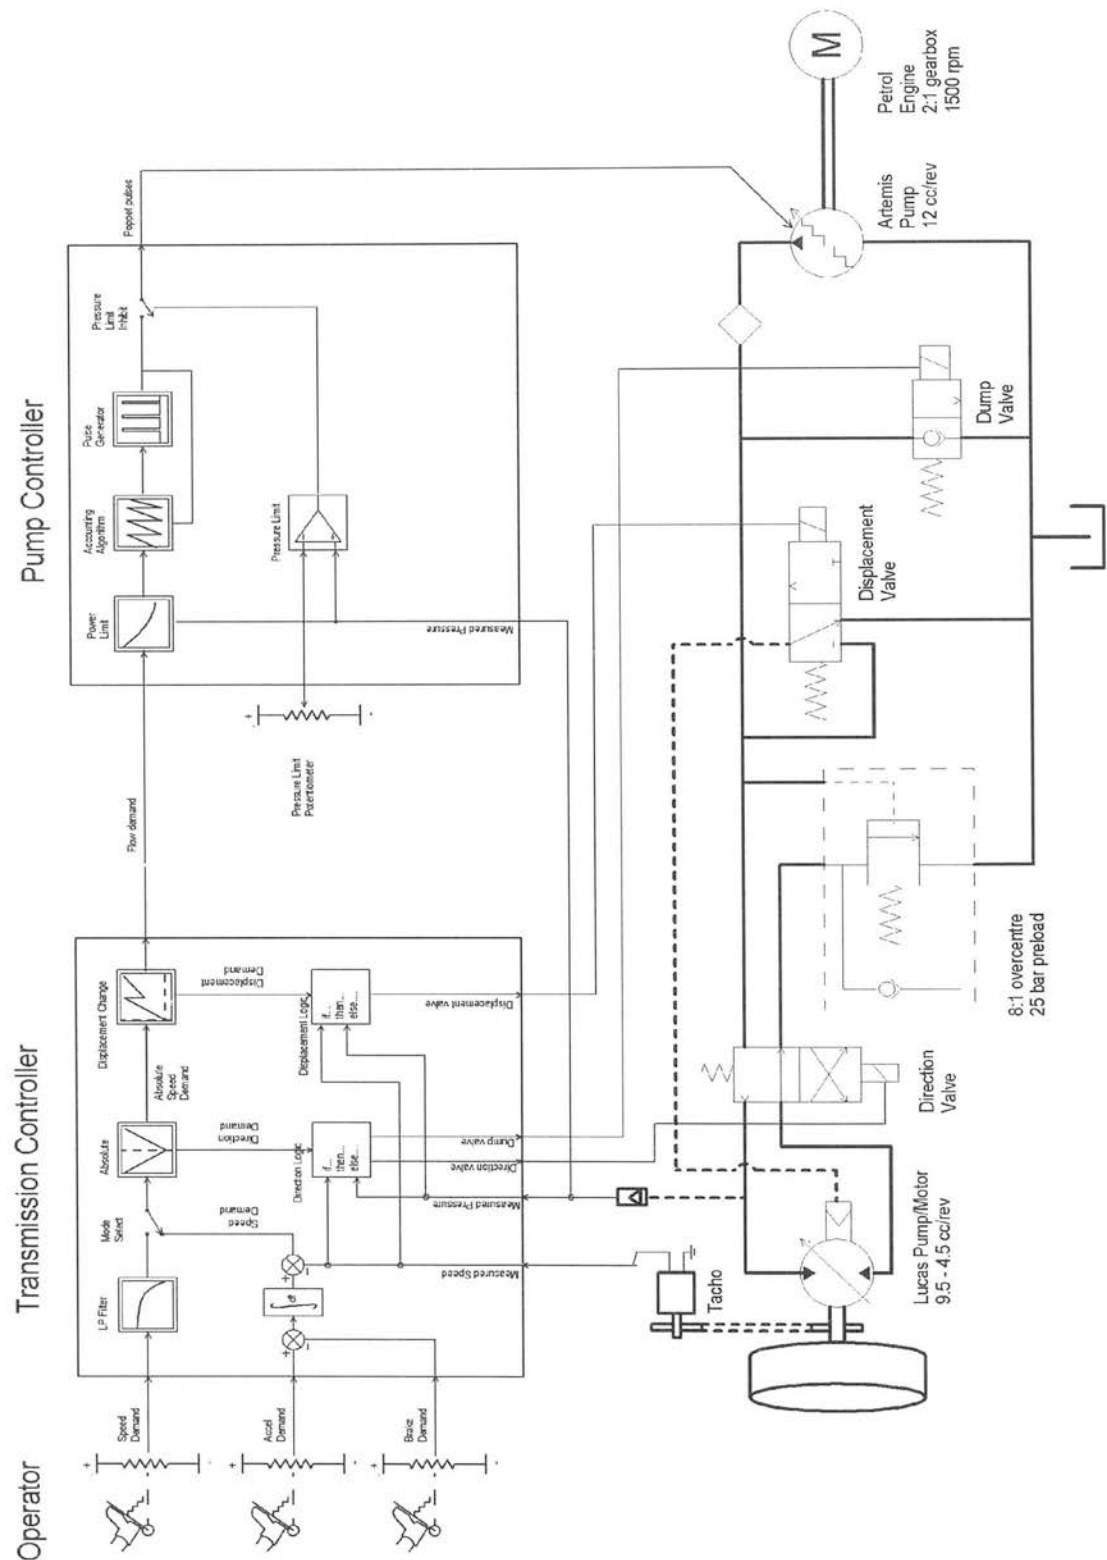 Operator
Transmission Controller
Pump Controller
Speed
Demand
Accel
Demand
Brake
Demand
+
-
+
-
+
-
LP Filter
Mode
Select
Absolute
Absolute
Speed
Demand
Displacement Change
Speed
Demand
Direction
Demand
Displacement
Demand
Direction Logic
if...
then...
else....
Displacement Logic
if...
then...
else....
+
-
+
-
Measured Speed
Measured Pressure
Direction valve
Dump valve
Displacement valve
Flow demand
Power
Limit
Accounting
Algorithm
Pulse
Generator
Pressure
Limit
Inhibit
Poppet pulses
Pressure Limit
Measured Pressure
Pressure Limit
Potentiometer
+
-
Tacho
Lucas Pump/Motor
9.5 - 4.5 cc/rev
Direction
Valve
8:1 overcentre
25 bar preload
Displacement
Valve
Dump
Valve
Artemis
Pump
12 cc/rev
Petrol
Engine
2:1 gearbox
1500 rpm
M